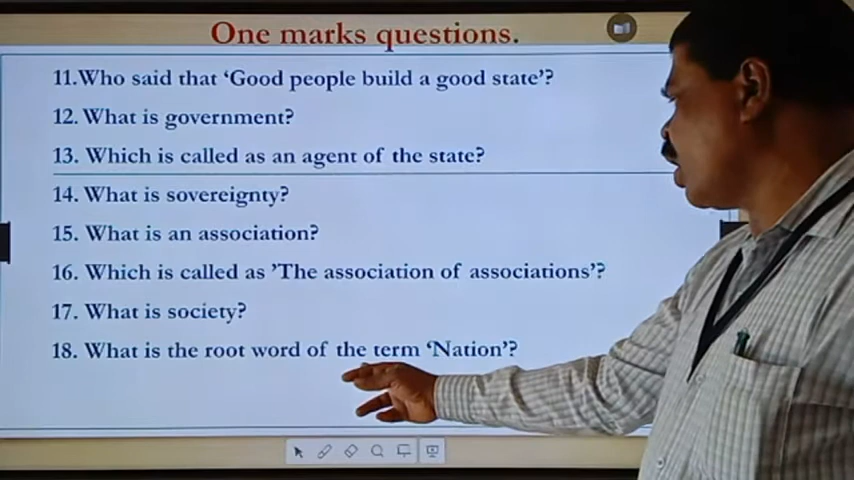 One marks questions.
11.Who said that ‘Good people build a good state’?
12. What is government?
13. Which is called as an agent of the state?
14. What is sovereignty?
15. What is an association?
16. Which is called as ’The association of associations’?
17. What is society?
18. What is the root word of the term ‘Nation’?